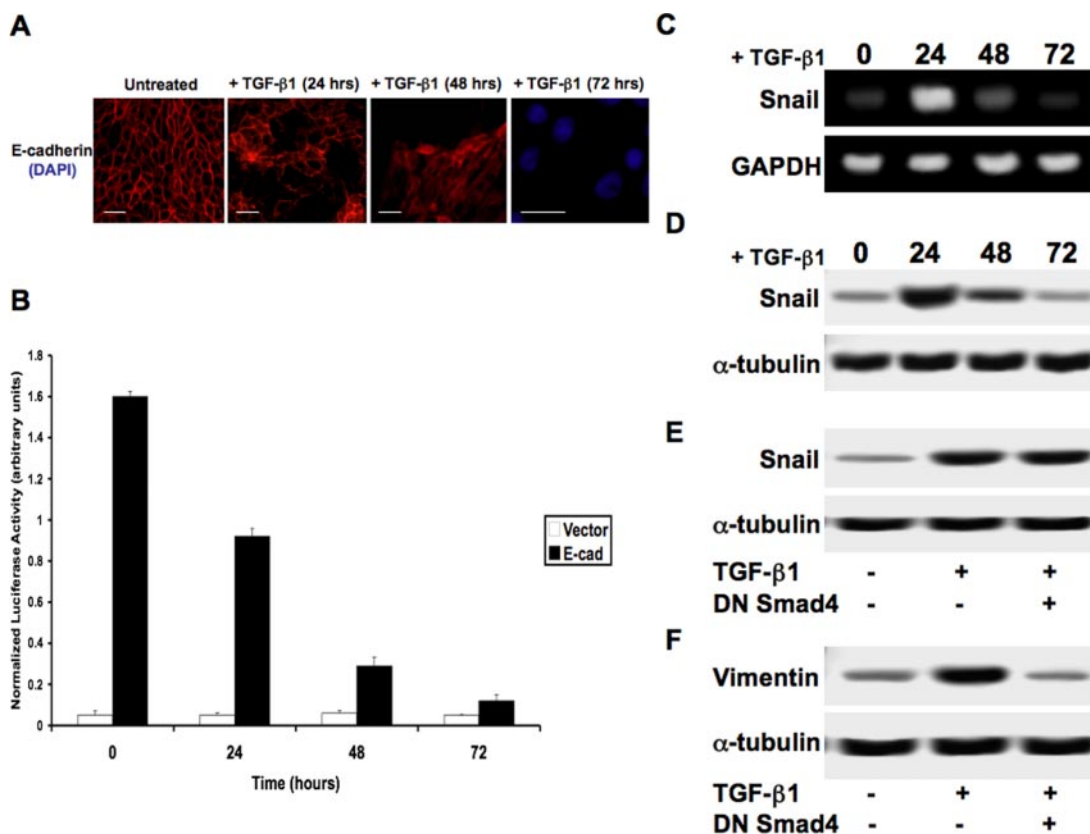 A
Untreated
+ TGF-β1 (24 hrs)
+ TGF-β1 (48 hrs)
+ TGF-β1 (72 hrs)
E-cadherin
(DAPI)
B
Normalized Luciferase Activity (arbitrary units)
1.8
1.6
1.4
1.2
1
0.8
0.6
0.4
0.2
0
0 24 48 72
Time (hours)
Vector
E-cad
C
+ TGF-β1 0 24 48 72
Snail
GAPDH
D
+ TGF-β1 0 24 48 72
Snail
α-tubulin
E
Snail
α-tubulin
TGF-β1 - + +
DN Smad4 - - +
F
Vimentin
α-tubulin
TGF-β1 - + +
DN Smad4 - - +